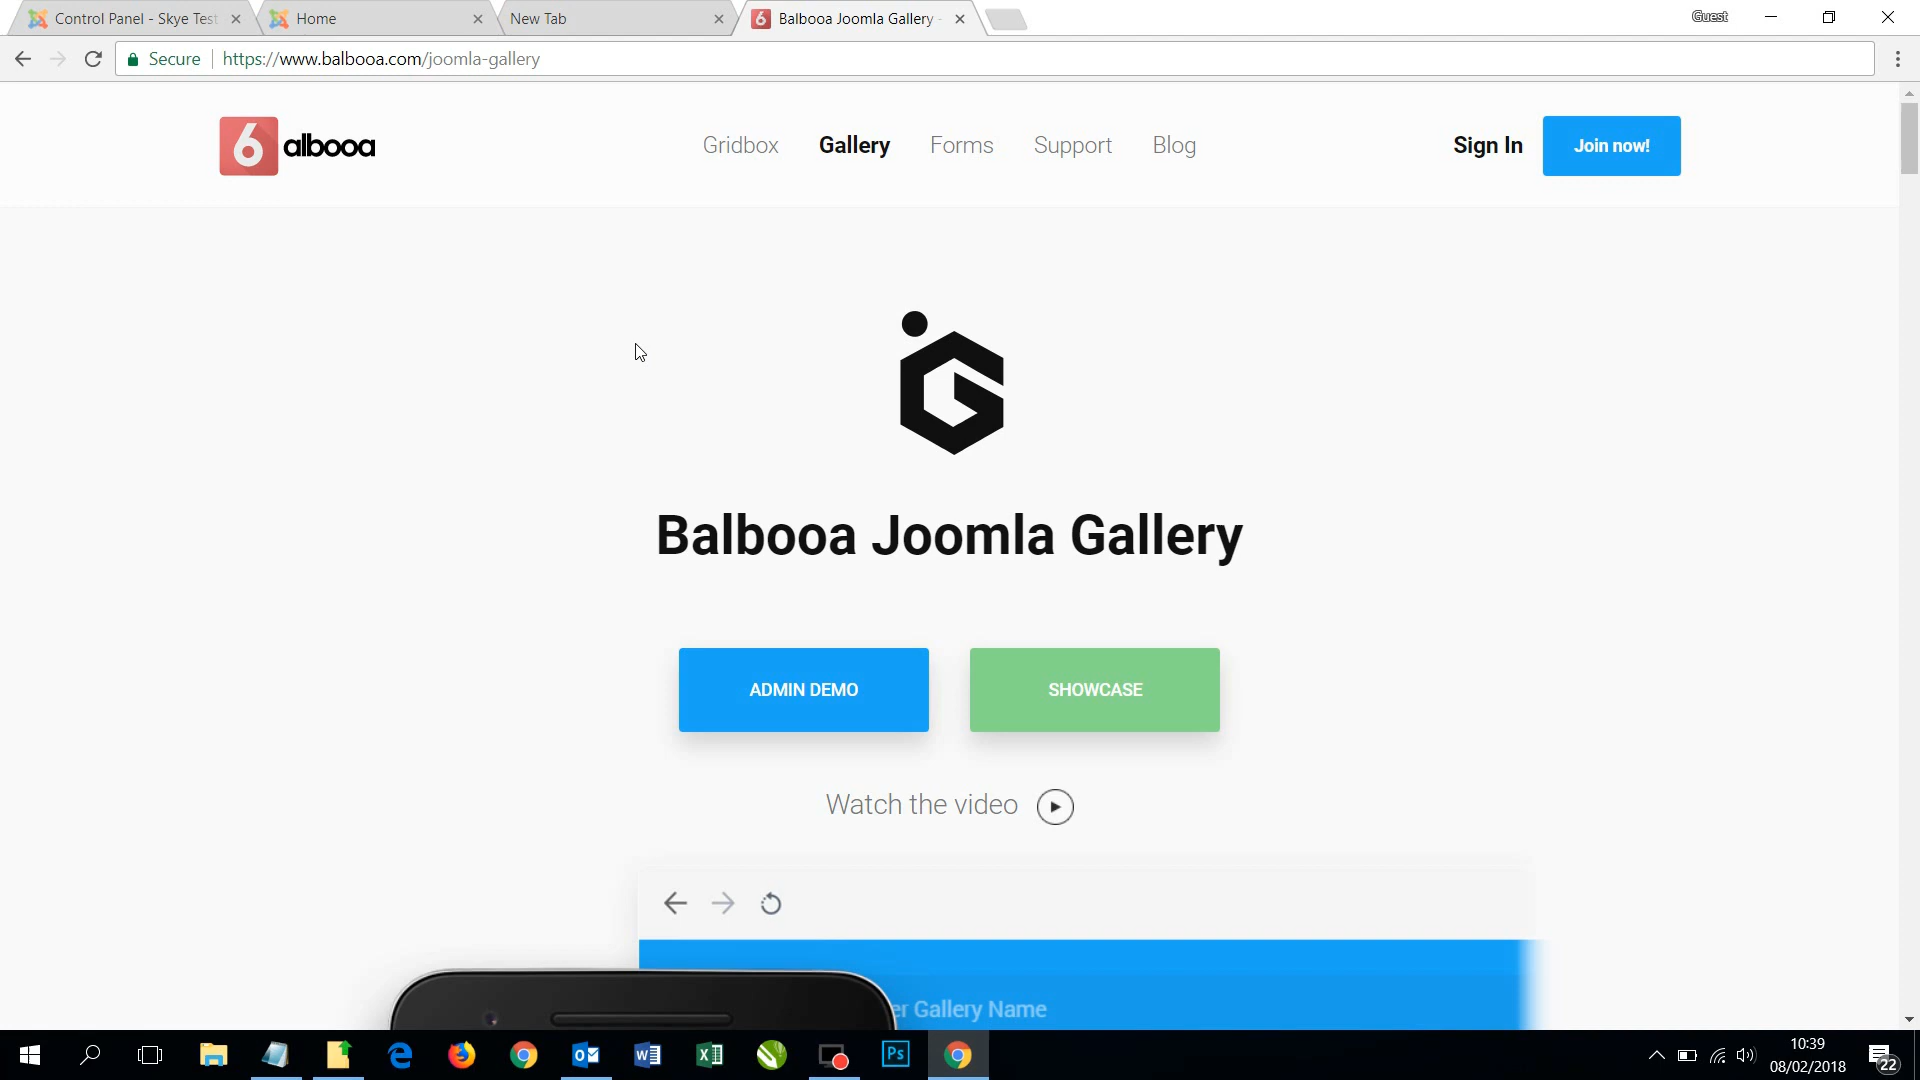 Control Panel - Skye Test
Home
New Tab
Balbooa Joomla Gallery -
Guest
Secure
https://www.balbooa.com/joomla-gallery
6 albooa
Gridbox
Gallery
Forms
Support
Blog
Sign In
Join now!
G
Balbooa Joomla Gallery
ADMIN DEMO
SHOWCASE
Watch the video
er Gallery Name
Ps
10:39
08/02/2018
22